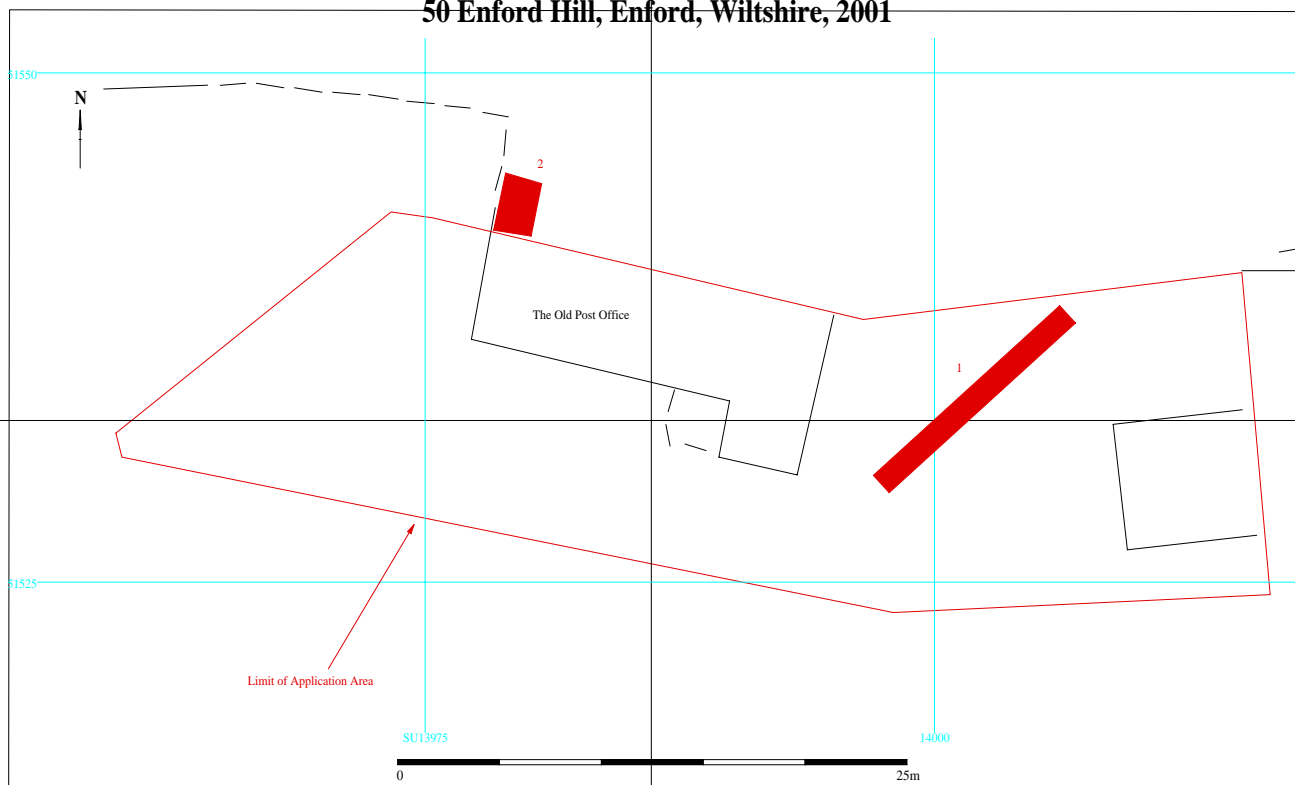 50 Enford Hill, Enford, Wiltshire, 2001
51550
N
2
The Old Post Office
1
51525
Limit of Application Area
SU13975
14000
0
25m